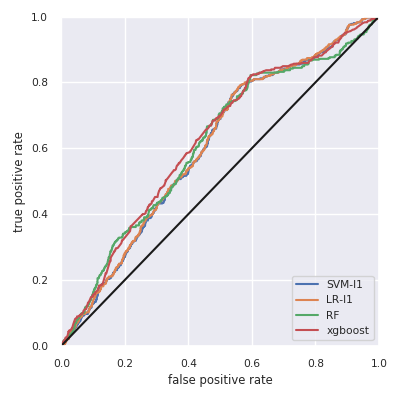 1.0
0.8
0.6
0.4
0.2
0.0
true positive rate
0.0 0.2 0.4 0.6 0.8 1.0
false positive rate
SVM-l1
LR-l1
RF
xgboost